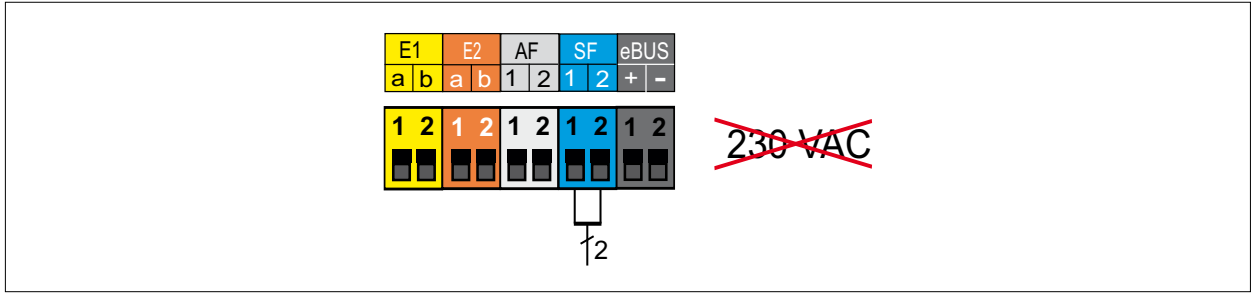 E1 E2 AF SF eBUS
a b a b 1 2 1 2 + -
1 2 1 2 1 2 1 2 1 2
230 VAC
2